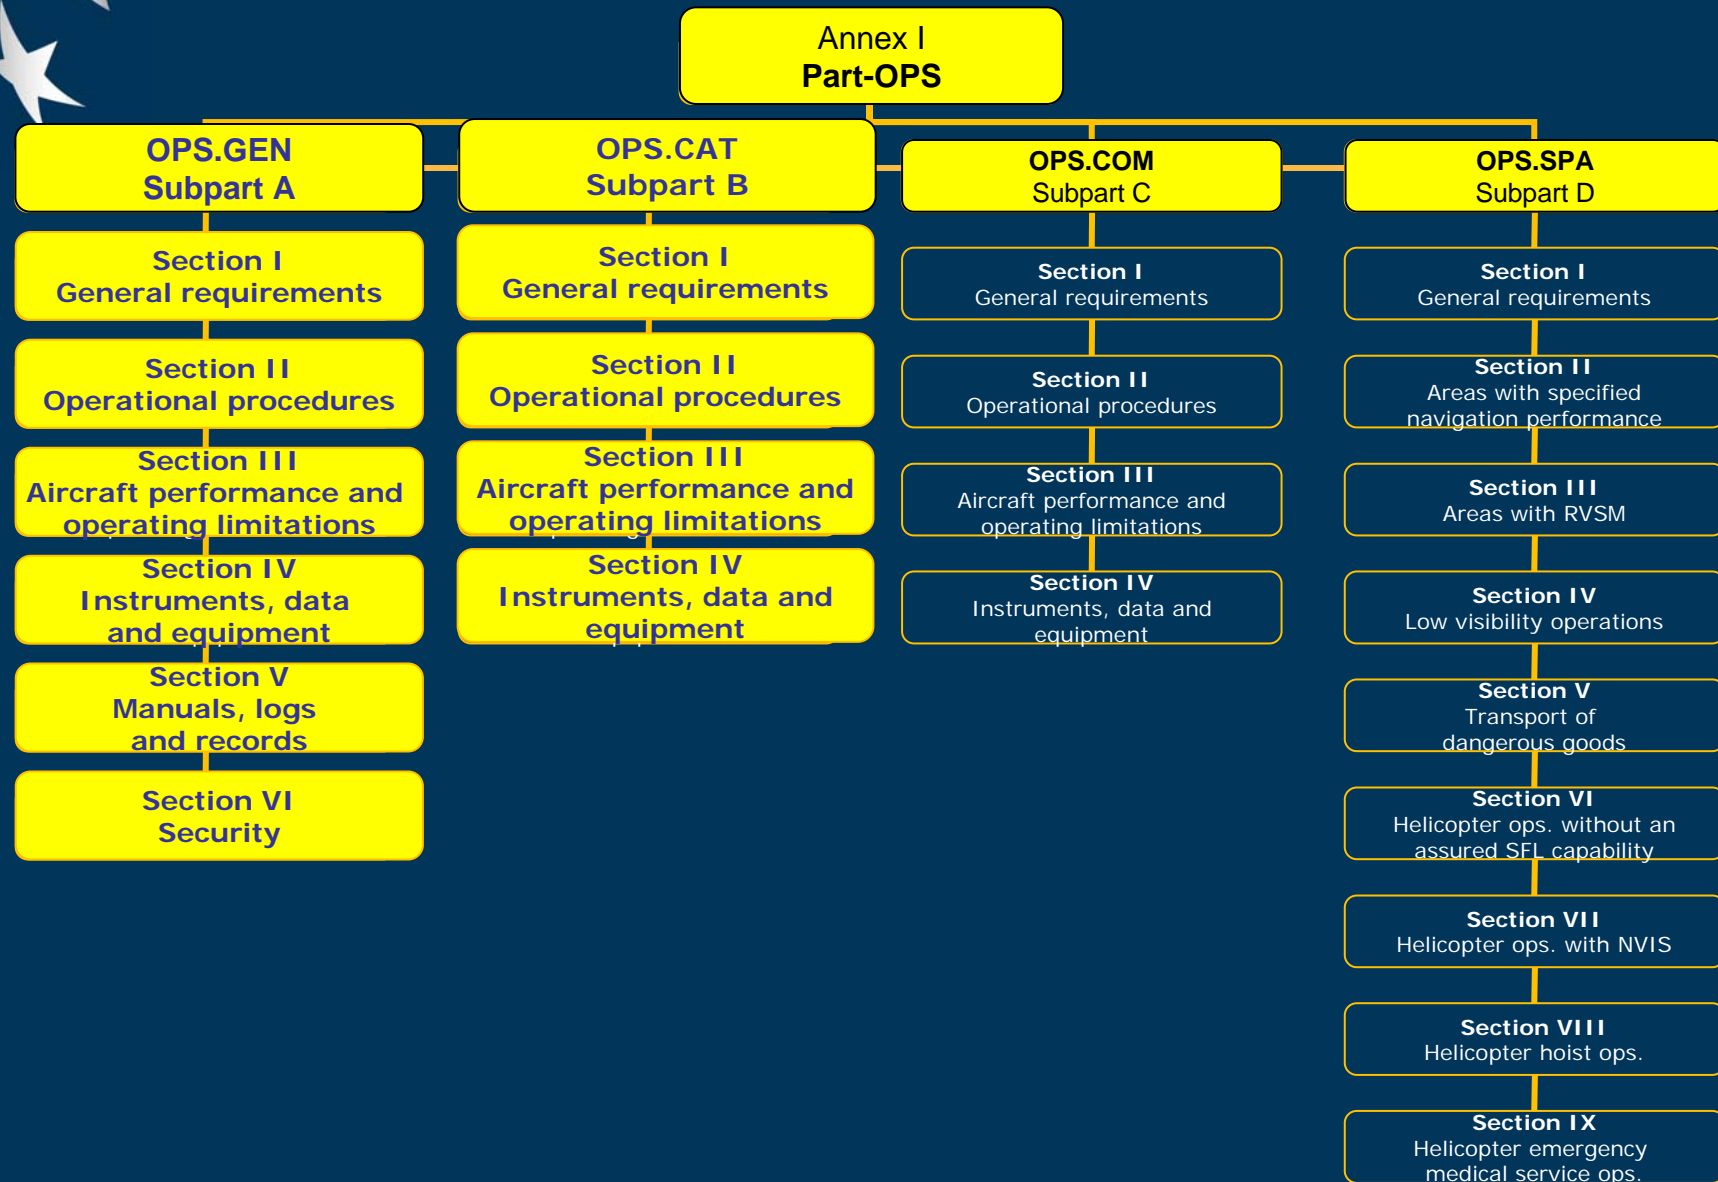 Annex I
Part-OPS
OPS.GEN
Subpart A
Section I
General requirements
Section II
Operational procedures
Section III
Aircraft performance and
operating limitations
Section IV
Instruments, data
and equipment
Section V
Manuals, logs
and records
Section VI
Security
OPS.CAT
Subpart B
Section I
General requirements
Section II
Operational procedures
Section III
Aircraft performance and
operating limitations
Section IV
Instruments, data and
equipment
OPS.COM
Subpart C
Section I
General requirements
Section II
Operational procedures
Section III
Aircraft performance and
operating limitations
Section IV
Instruments, data and
equipment
OPS.SPA
Subpart D
Section I
General requirements
Section II
Areas with specified
navigation performance
Section III
Areas with RVSM
Section IV
Low visibility operations
Section V
Transport of
dangerous goods
Section VI
Helicopter ops. without an
assured SFL capability
Section VII
Helicopter ops. with NVIS
Section VIII
Helicopter hoist ops.
Section IX
Helicopter emergency
medical service ops.